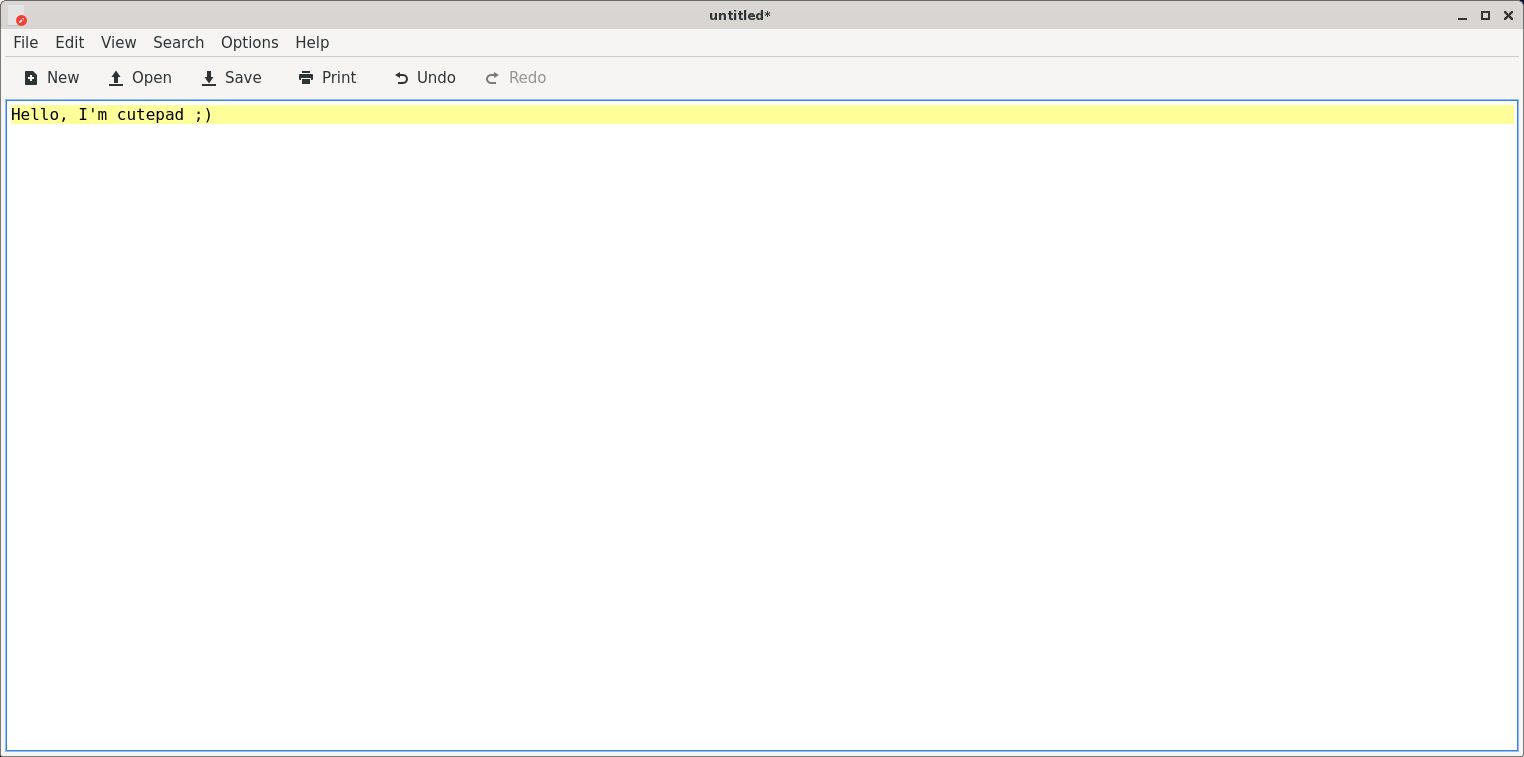 untitled*
File Edit View Search Options Help
New Open Save Print Undo Redo
Hello, I'm cutepad ;)